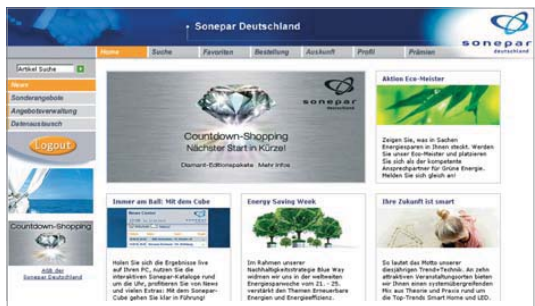 Sonepar Deutschland
sonepar
deutschland
Home Suche Favoriten Bestellung Auskunft Profil Prämien
Artikel Suche
News
Sonderangebote
Angebotsverwaltung
Datenaustausch
Logout
Countdown-Shopping
AGB der
Sonepar Deutschland
sonepar
Deutschland
Countdown-Shopping
Nächster Start in Kürze!
Diamant-Editionspakete Mehr Infos
Aktion Eco-Meister
Zeigen Sie, was in Sachen
Energiesparen in Ihnen steckt. Werden
Sie unser Eco-Meister und platzieren
Sie sich als der kompetente
Ansprechpartner für Grüne Energie.
Melden Sie sich gleich an!
Immer am Ball: Mit dem Cube
News Center
Holen Sie sich die Ergebnisse live
auf Ihren PC, nutzen Sie die
interaktiven Sonepar-Kataloge rund
um die Uhr, profitieren Sie von News
und vielen Extras: Mit dem Sonepar-
Cube gehen Sie klar in Führung!
Energy Saving Week
Im Rahmen unserer
Nachhaltigkeitsstrategie Blue Way
widmen wir uns in der weltweiten
Energiesparwoche vom 21. - 25.
verstärkt den Themen Erneuerbare
Energien und Energieeffizienz.
Ihre Zukunft ist smart
So lautet das Motto unserer
diesjährigen Trend+Technik. An zehn
attraktiven Veranstaltungsorten bieten
wir Ihnen einen systemübergreifenden
Mix aus Theorie und Praxis rund um
die Top-Trends Smart Home und LED.